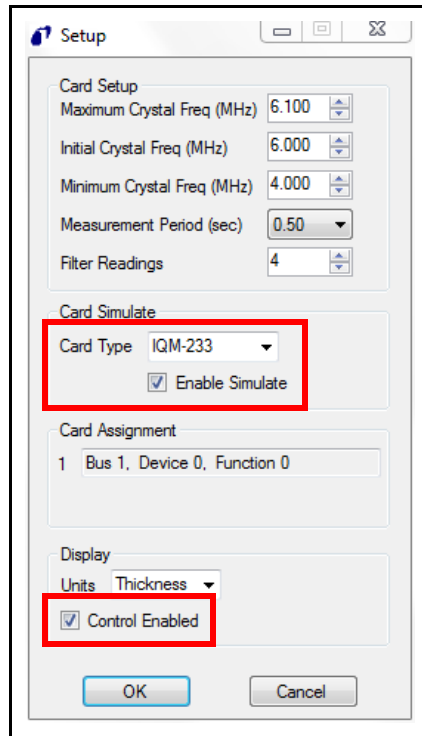 Setup
Card Setup
Maximum Crystal Freq (MHz) 6.100
Initial Crystal Freq (MHz) 6.000
Minimum Crystal Freq (MHz) 4.000
Measurement Period (sec) 0.50
Filter Readings 4
Card Simulate
Card Type IQM-233
Enable Simulate
Card Assignment
1 Bus 1, Device 0, Function 0
Display
Units Thickness
Control Enabled
OK Cancel